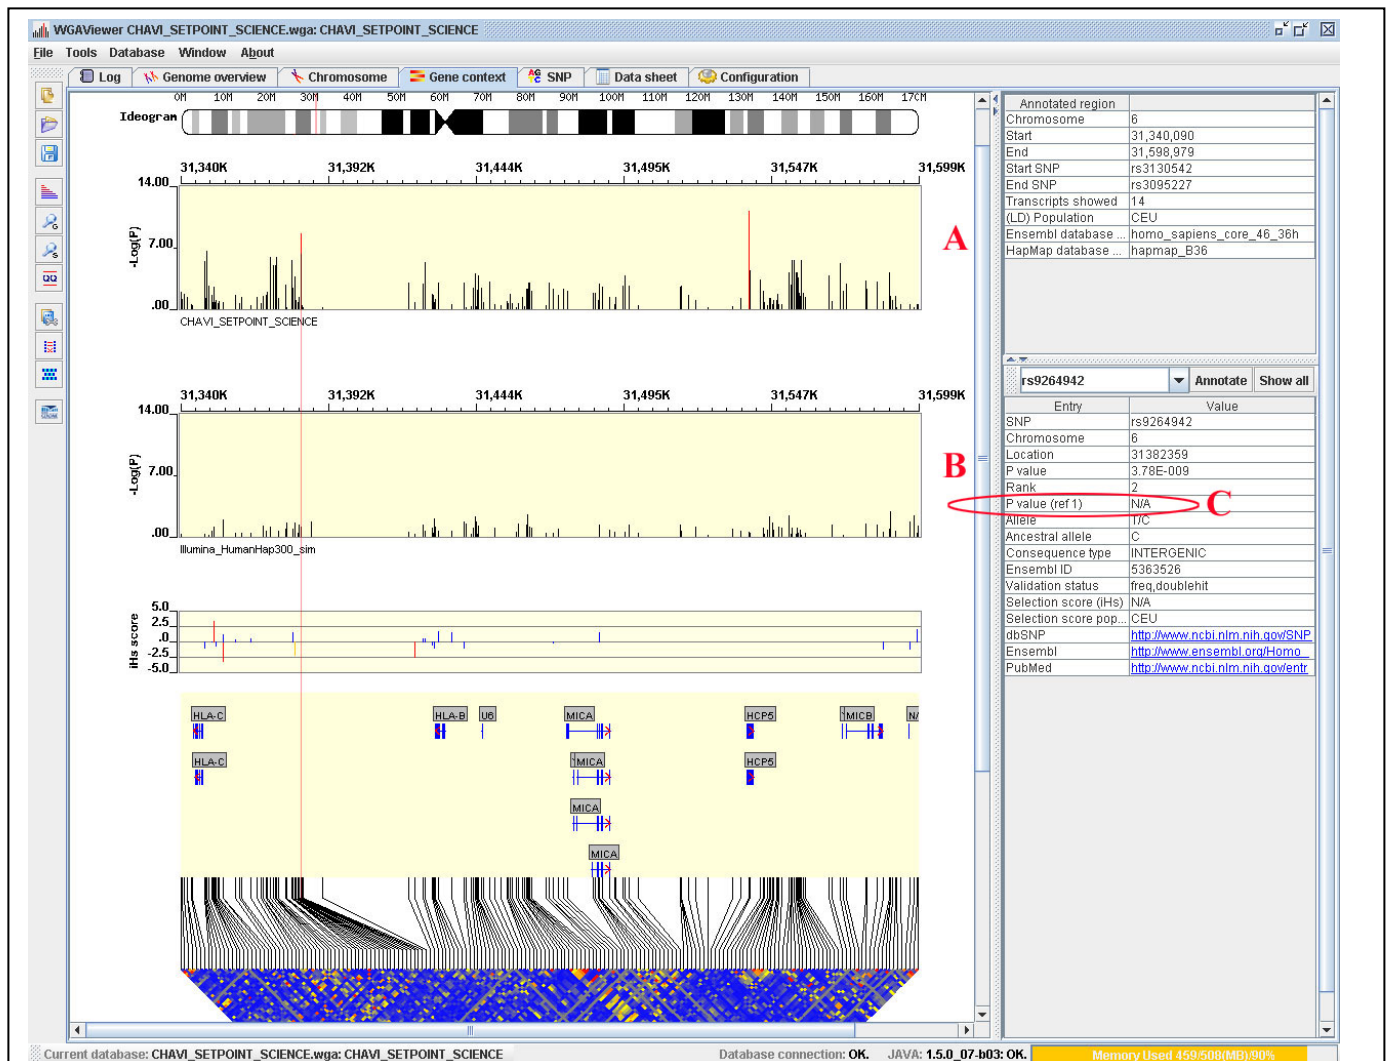 WGAViewer CHAVI_SETPOINT_SCIENCE.wga: CHAVI_SETPOINT_SCIENCE
File Tools Database Window About
Log Genome overview Chromosome Gene context SNP Data sheet Configuration
0M 10M 20M 30M 40M 50M 60M 70M 80M 90M 100M 110M 120M 130M 140M 150M 160M 170M
Ideogram
31,340K 31,392K 31,444K 31,495K 31,547K 31,599K
14.00
7.00
.00
-Log(P)
A
CHAVI_SETPOINT_SCIENCE
31,340K 31,392K 31,444K 31,495K 31,547K 31,599K
14.00
7.00
.00
-Log(P)
B
Illumina_HumanHap300_sim
5.0
2.5
.0
-2.5
-5.0
iHs score
HLA-C HLA-B U6 MICA HCP5 MICB N/
HLA-C MICA HCP5
MICA
MICA
Annotated region
Chromosome 6
Start 31,340,090
End 31,598,979
Start SNP rs3130542
End SNP rs3095227
Transcripts showed 14
(LD) Population CEU
Ensembl database ... homo_sapiens_core_46_36h
HapMap database ... hapmap_B36
rs9264942 Annotate Show all
Entry Value
SNP rs9264942
Chromosome 6
Location 31382359
P value 3.78E-009
Rank 2
P value (ref 1) N/A
C
Allele T/C
Ancestral allele C
Consequence type INTERGENIC
Ensembl ID 5363526
Validation status freq,doublehit
Selection score (iHs) N/A
Selection score pop... CEU
dbSNP http://www.ncbi.nlm.nih.gov/SNP
Ensembl http://www.ensembl.org/Homo_
PubMed http://www.ncbi.nlm.nih.gov/entr
Current database: CHAVI_SETPOINT_SCIENCE.wga: CHAVI_SETPOINT_SCIENCE Database connection: OK. JAVA: 1.5.0_07-b03: OK. Memory Used 459/508(MB)/90%